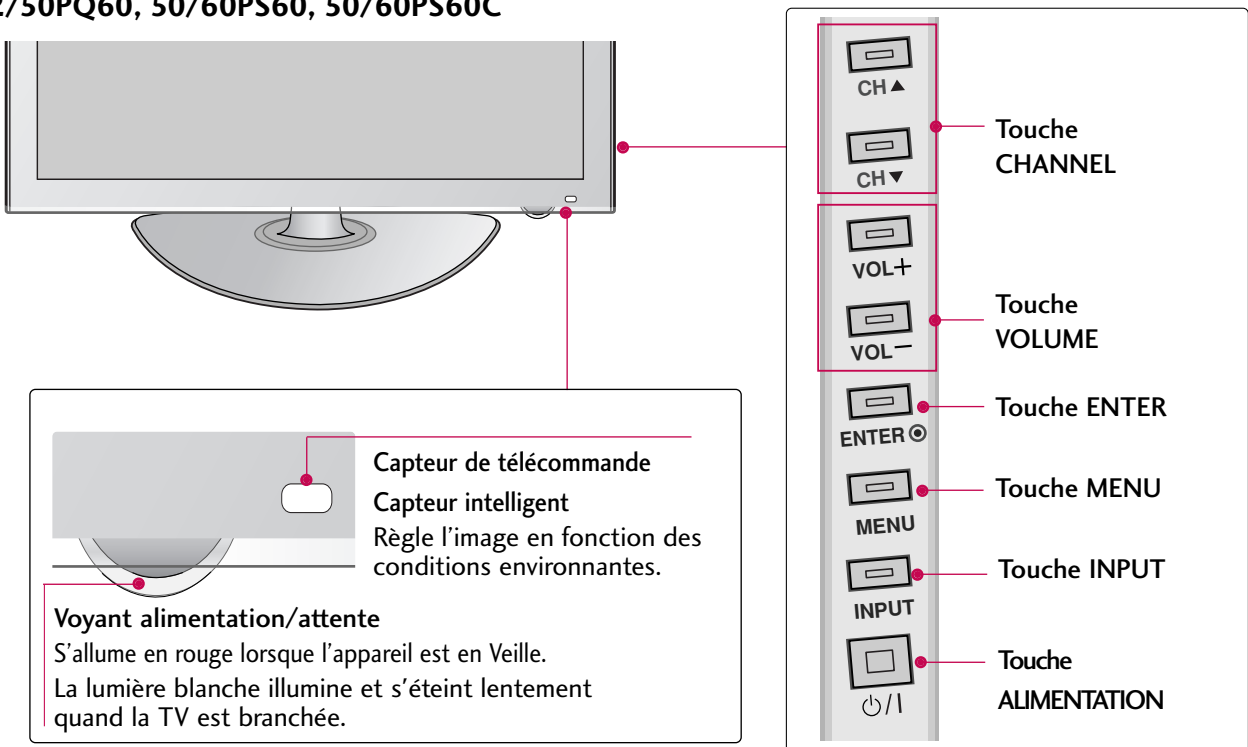 /50PQ60, 50/60PS60, 50/60PS60C
CH▲
CH▼
Touche
CHANNEL
VOL+
VOL−
Touche
VOLUME
ENTER
Touche ENTER
MENU
Touche MENU
INPUT
Touche INPUT
⏻/I
Touche
ALIMENTATION
Capteur de télécommande
Capteur intelligent
Règle l'image en fonction des
conditions environnantes.
Voyant alimentation/attente
S'allume en rouge lorsque l'appareil est en Veille.
La lumière blanche illumine et s'éteint lentement
quand la TV est branchée.